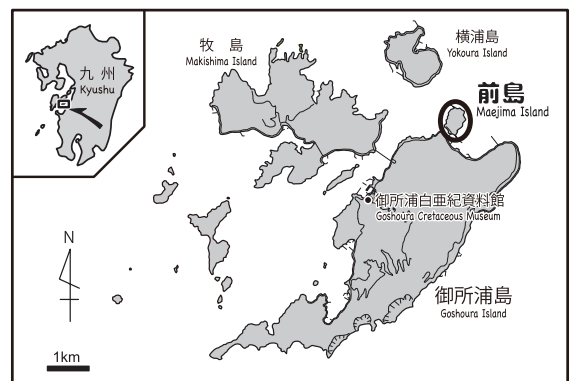 九 州
Kyushu
牧 島
Makishima Island
横浦島
Yokoura Island
前島
Maejima Island
御所浦白亜紀資料館
Goshoura Cretaceous Museum
御所浦島
Goshoura Island
N
1km